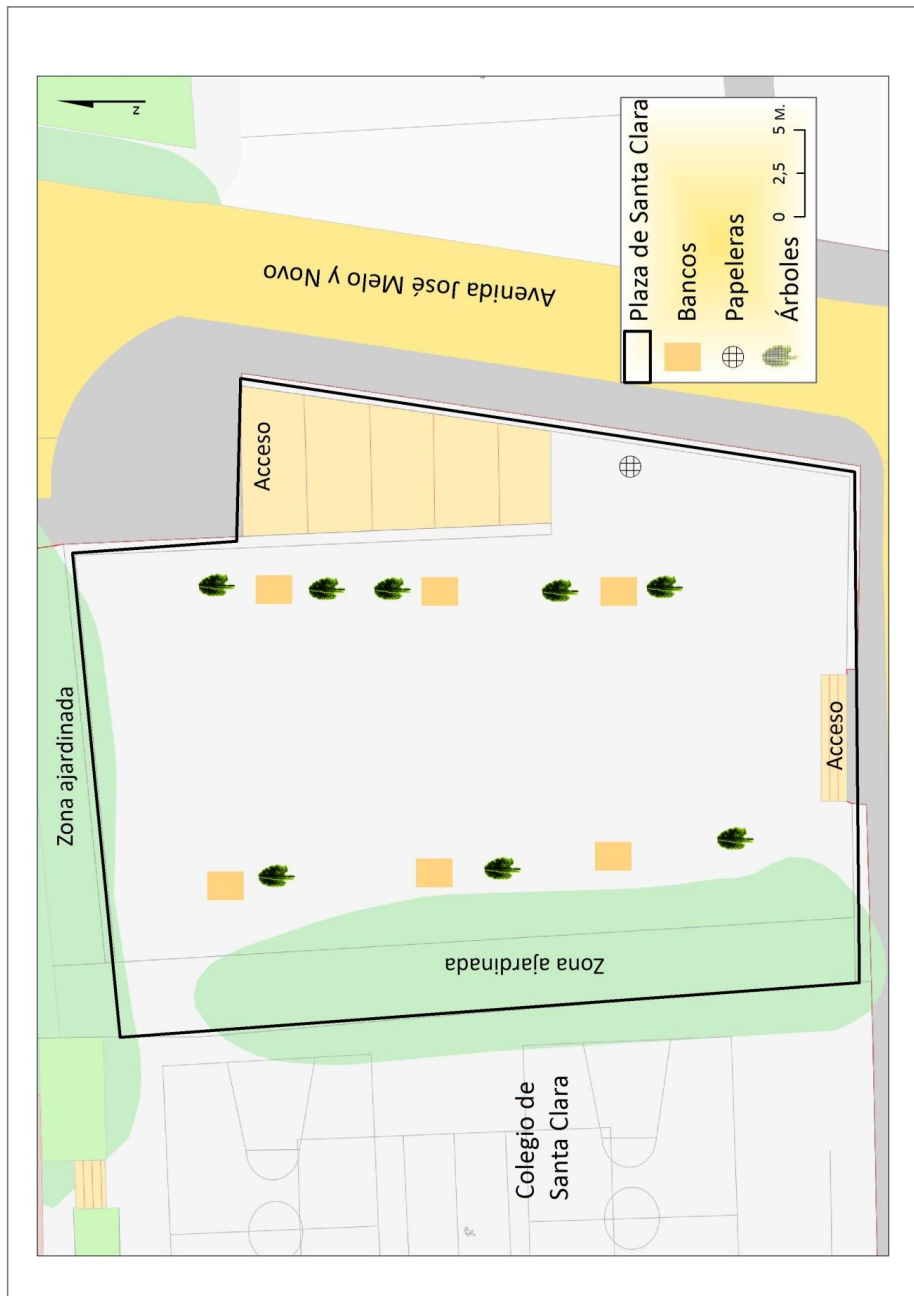 Z
Zona ajardinada
Acceso
Avenida José Melo y Novo
Plaza de Santa Clara
Bancos
Papeleras
Árboles
0 2,5 5 M.
Acceso
Zona ajardinada
Colegio de
Santa Clara